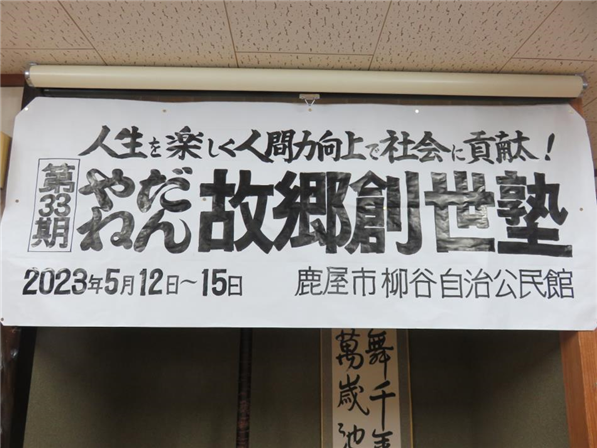 人生を楽しく人間力向上で社会に貢献！
第33期 やねだん 故郷創世塾
2023年5月12日～15日 鹿屋市柳谷自治公民館
舞千年
萬歳池